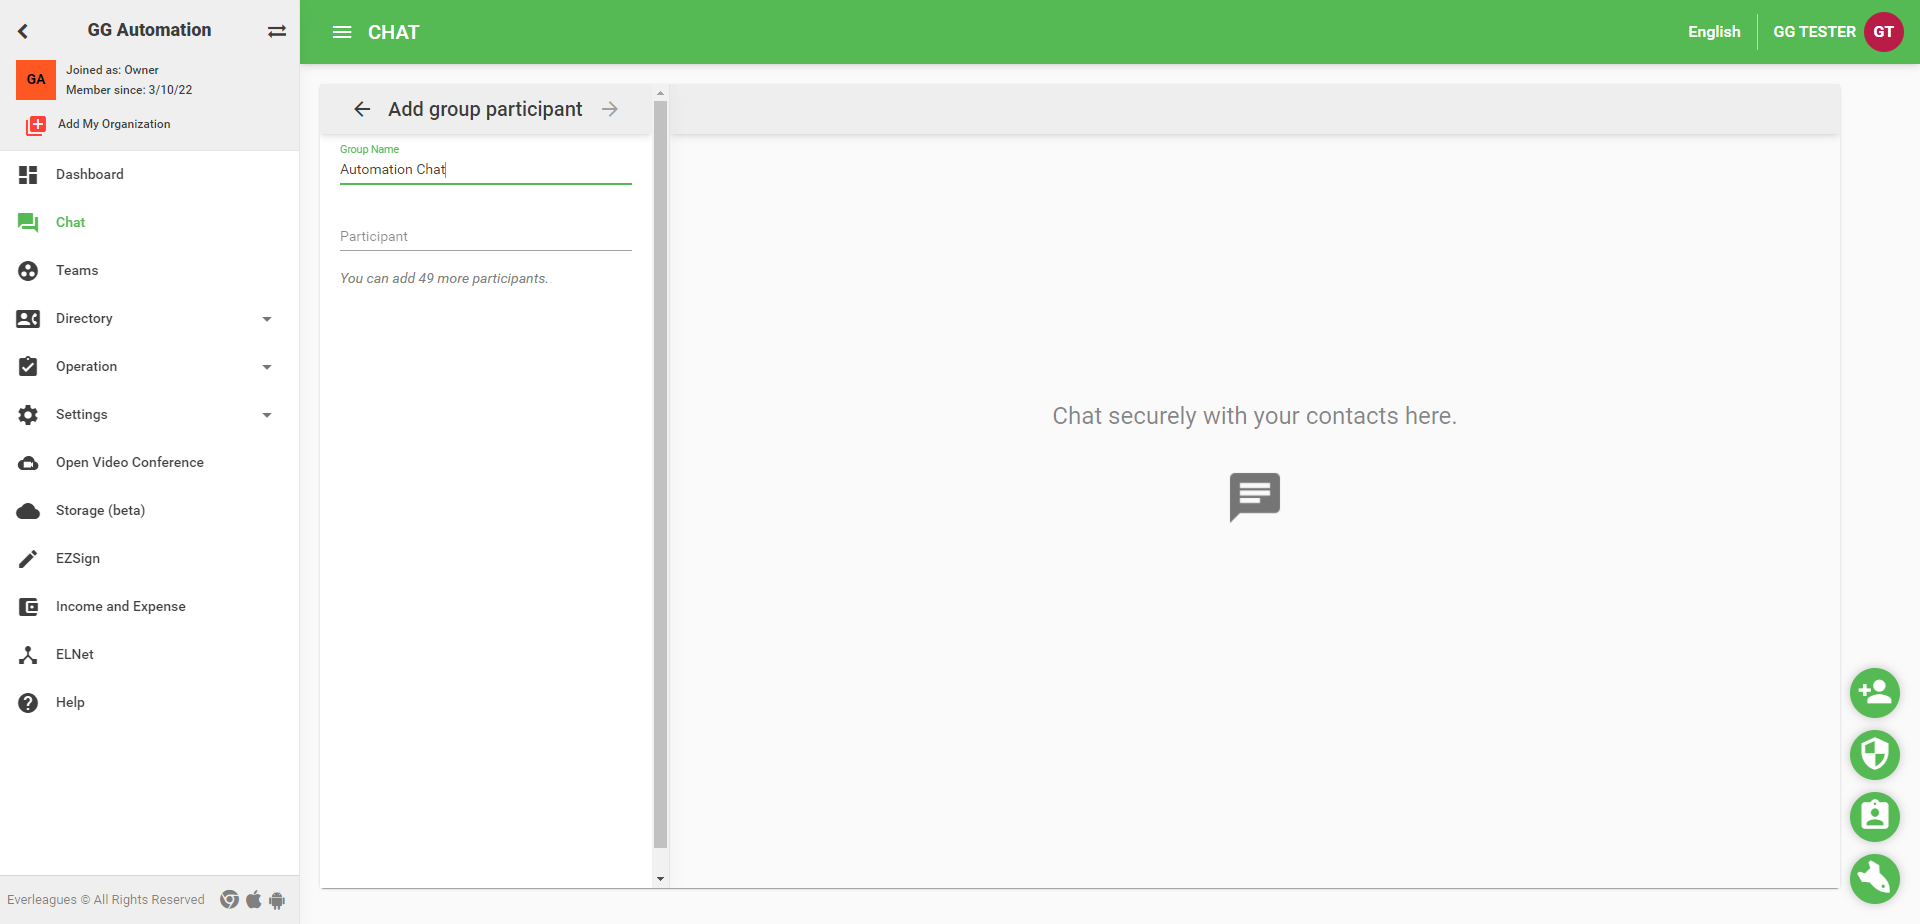 GG Automation
GA
Joined as: Owner
Member since: 3/10/22
Add My Organization
Dashboard
Chat
Teams
Directory
Operation
Settings
Open Video Conference
Storage (beta)
EZSign
Income and Expense
ELNet
Help
Everleagues © All Rights Reserved
CHAT
English
GG TESTER
GT
Add group participant
Group Name
Automation Chat
Participant
You can add 49 more participants.
Chat securely with your contacts here.